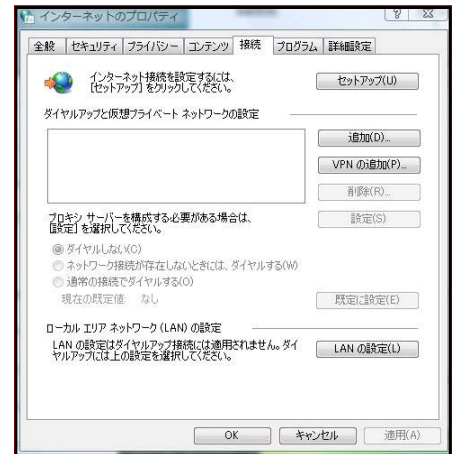 インターネットのプロパティ
全般 セキュリティ プライバシー コンテンツ 接続 プログラム 詳細設定
インターネット接続を設定するには、
[セットアップ] をクリックしてください。
セットアップ(U)
ダイヤルアップと仮想プライベート ネットワークの設定
追加(D)...
VPN の追加(P)...
削除(R)...
プロキシ サーバーを構成する必要がある場合は、
[設定] を選択してください。
設定(S)
ダイヤルしない(C)
ネットワーク接続が存在しないときには、ダイヤルする(W)
通常の接続でダイヤルする(O)
現在の既定値: なし
既定に設定(E)
ローカル エリア ネットワーク (LAN) の設定
LAN の設定はダイヤルアップ接続には適用されません。ダイ
ヤルアップには上の設定を選択してください。
LAN の設定(L)
OK キャンセル 適用(A)